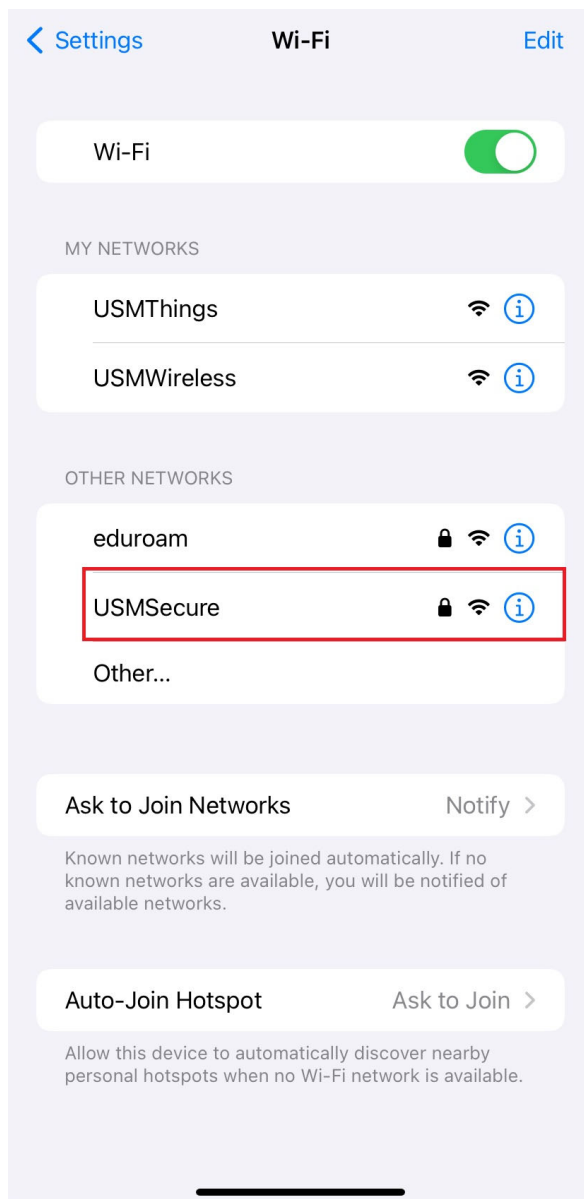 Settings Wi-Fi Edit
Wi-Fi
MY NETWORKS
USMThings
USMWireless
OTHER NETWORKS
eduroam
USMSecure
Other...
Ask to Join Networks Notify
Known networks will be joined automatically. If no
known networks are available, you will be notified of
available networks.
Auto-Join Hotspot Ask to Join
Allow this device to automatically discover nearby
personal hotspots when no Wi-Fi network is available.